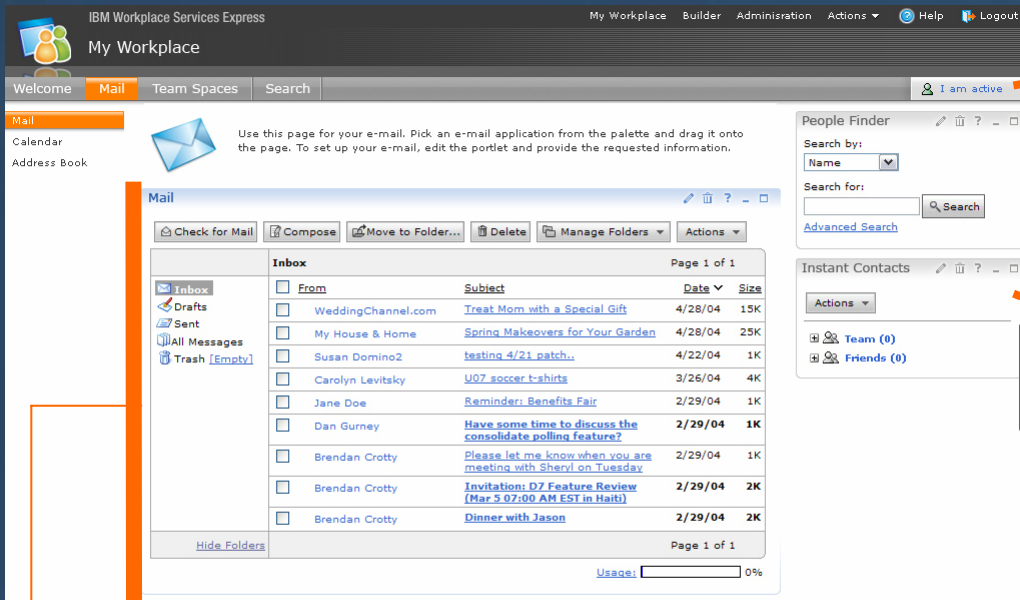 IBM Workplace Services Express
My Workplace Builder Adminisration Actions Help Logout
My Workplace
Welcome Mail Team Spaces Search
I am active
Mail
Calendar
Address Book
Use this page for your e-mail. Pick an e-mail application from the palette and drag it onto
the page. To set up your e-mail, edit the portlet and provide the requested information.
Mail
Check for Mail Compose Move to Folder... Delete Manage Folders Actions
Inbox Page 1 of 1
Inbox
Drafts
Sent
All Messages
Trash [Empty]
Hide Folders
From Subject Date Size
WeddingChannel.com Treat Mom with a Special Gift 4/28/04 15K
My House & Home Spring Makeovers for Your Garden 4/28/04 25K
Susan Domino2 testing 4/21 patch.. 4/22/04 1K
Carolyn Levitsky U07 soccer t-shirts 3/26/04 4K
Jane Doe Reminder: Benefits Fair 2/29/04 1K
Dan Gurney Have some time to discuss the 2/29/04 1K
consolidate polling feature?
Brendan Crotty Please let me know when you are 2/29/04 1K
meeting with Sheryl on Tuesday
Brendan Crotty Invitation: D7 Feature Review 2/29/04 2K
(Mar 5 07:00 AM EST in Haiti)
Brendan Crotty Dinner with Jason 2/29/04 2K
Page 1 of 1
Usage: 0%
People Finder ?
Search by:
Name
Search for:
Search
Advanced Search
Instant Contacts ?
Actions
Team (0)
Friends (0)